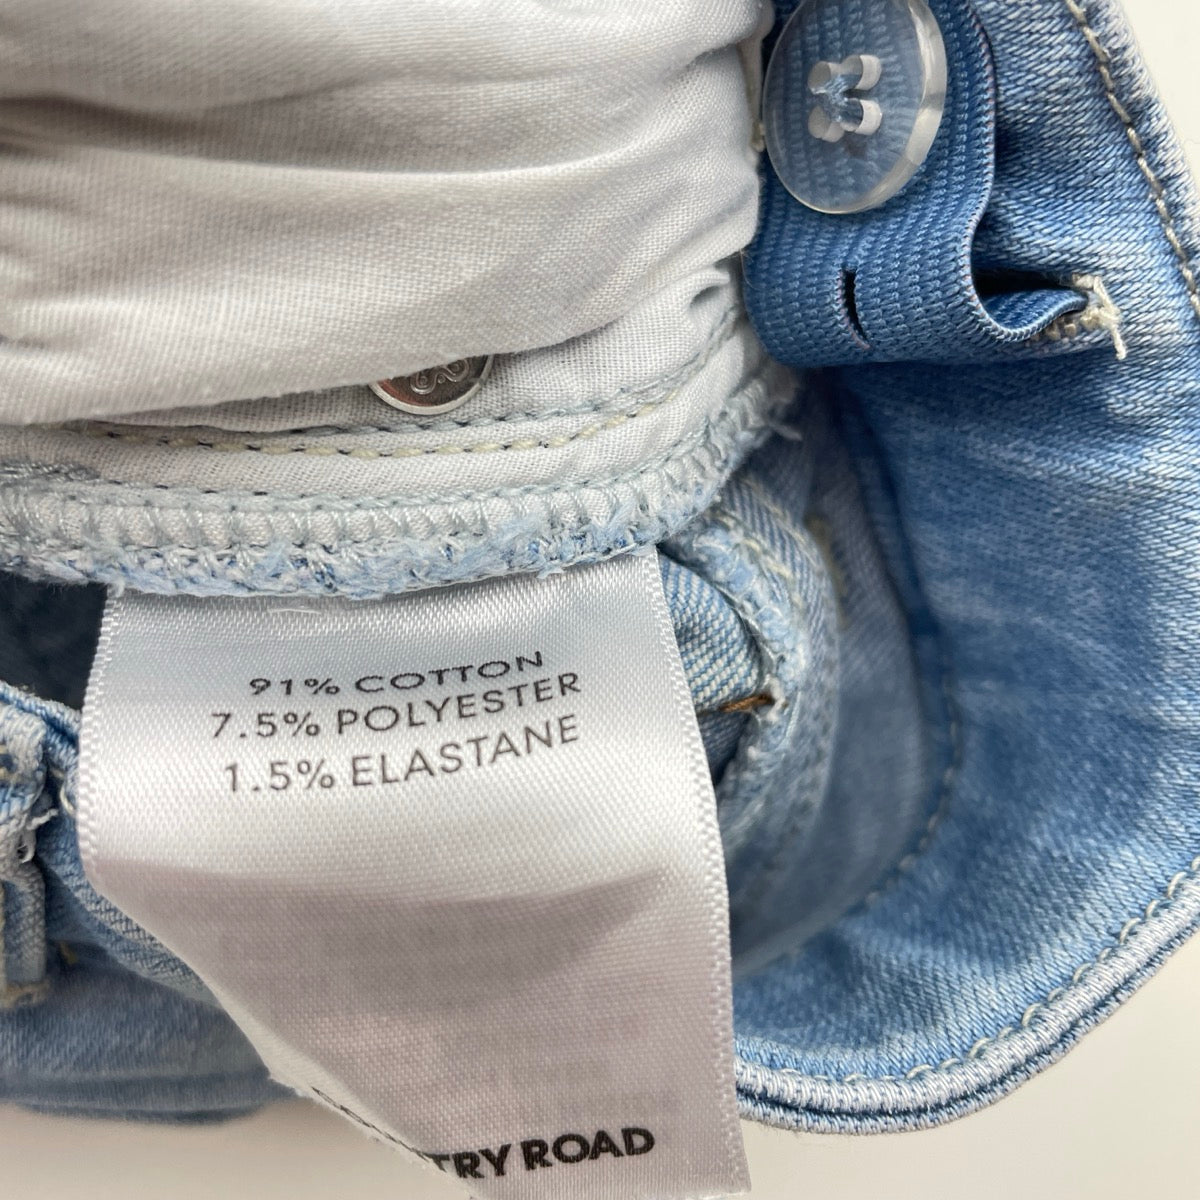 91% COTTON
7.5% POLYESTER
1.5% ELASTANE
TRY ROAD